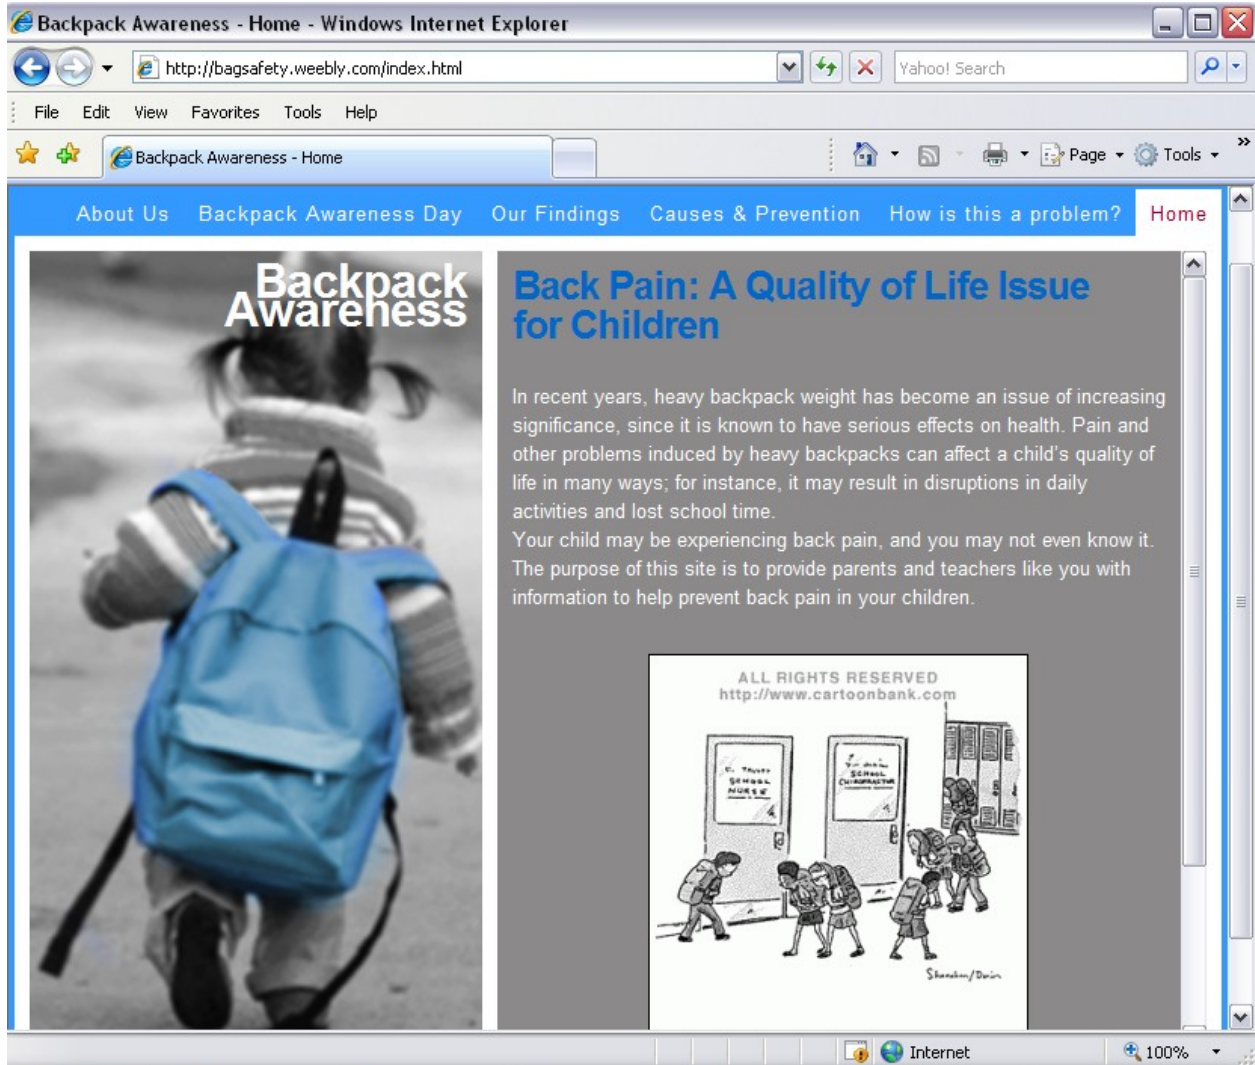 Backpack Awareness - Home - Windows Internet Explorer
http://bagsafety.weebly.com/index.html
Yahoo! Search
File Edit View Favorites Tools Help
Backpack Awareness - Home
Page Tools
About Us Backpack Awareness Day Our Findings Causes & Prevention How is this a problem? Home
Backpack
Awareness
Back Pain: A Quality of Life Issue
for Children
In recent years, heavy backpack weight has become an issue of increasing
significance, since it is known to have serious effects on health. Pain and
other problems induced by heavy backpacks can affect a child's quality of
life in many ways; for instance, it may result in disruptions in daily
activities and lost school time.
Your child may be experiencing back pain, and you may not even know it.
The purpose of this site is to provide parents and teachers like you with
information to help prevent back pain in your children.
ALL RIGHTS RESERVED
http://www.cartoonbank.com
SCHOOL
NURSE
SCHOOL
CHIROPRACTOR
Internet
100%